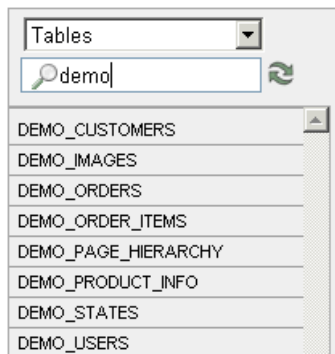 Tables
demo
DEMO_CUSTOMERS
DEMO_IMAGES
DEMO_ORDERS
DEMO_ORDER_ITEMS
DEMO_PAGE_HIERARCHY
DEMO_PRODUCT_INFO
DEMO_STATES
DEMO_USERS